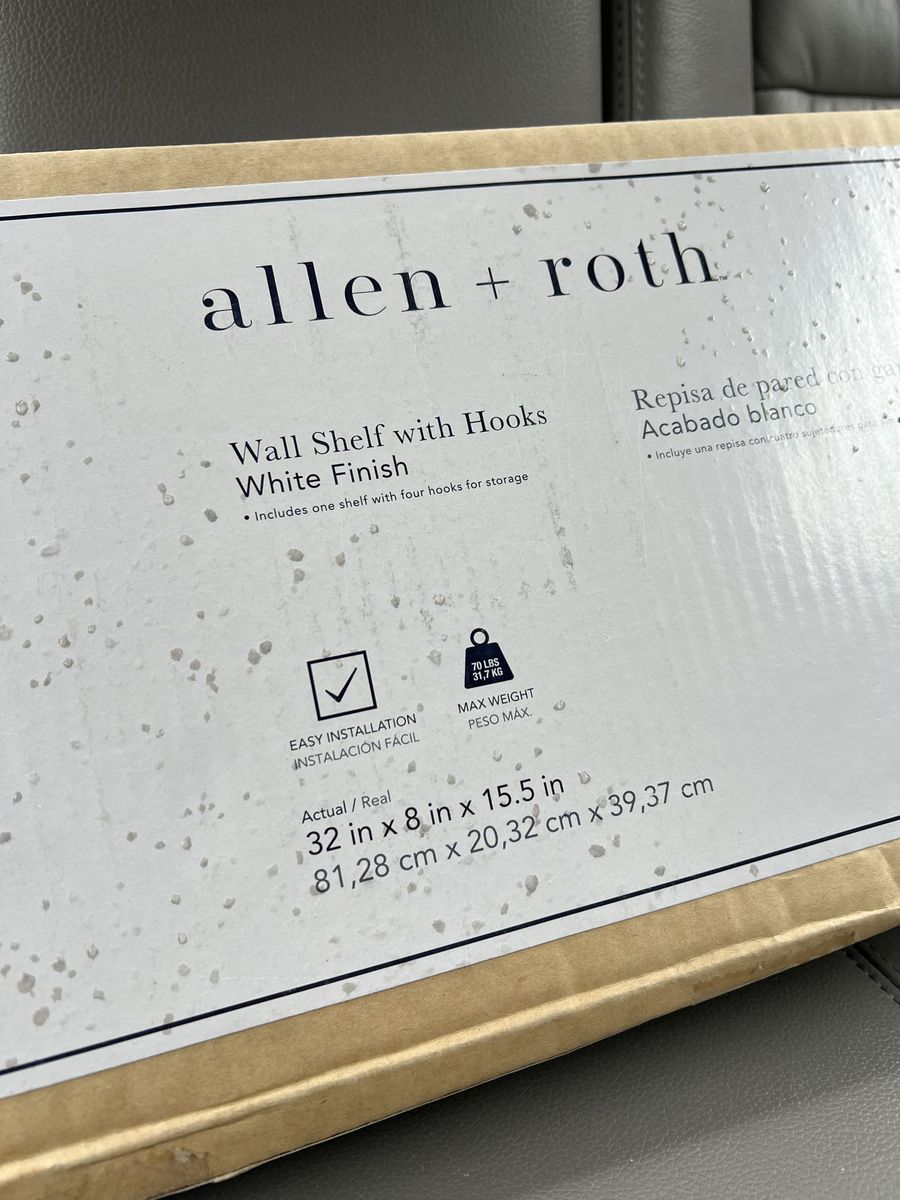 allen + roth
Wall Shelf with Hooks
White Finish
• Includes one shelf with four hooks for storage
Repisa de pared con
Acabado blanco
• Incluye una repisa con cuatro sujetadores para
70 LBS
31,7 KG
EASY INSTALLATION
INSTALACIÓN FÁCIL
MAX WEIGHT
PESO MÁX.
Actual / Real
32 in x 8 in x 15.5 in
81,28 cm x 20,32 cm x 39,37 cm